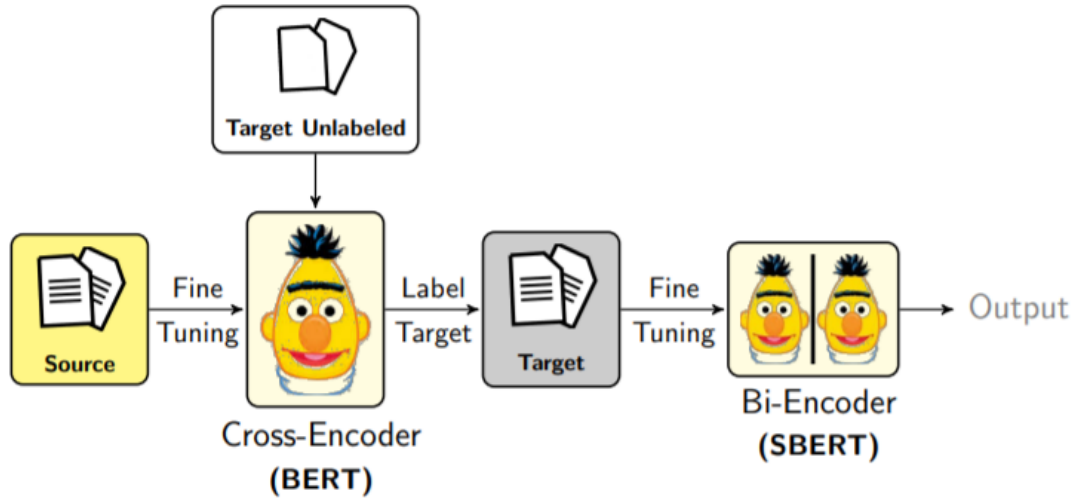 Target Unlabeled
Source
Fine
Tuning
Cross-Encoder
(BERT)
Label
Target
Target
Fine
Tuning
Bi-Encoder
(SBERT)
Output